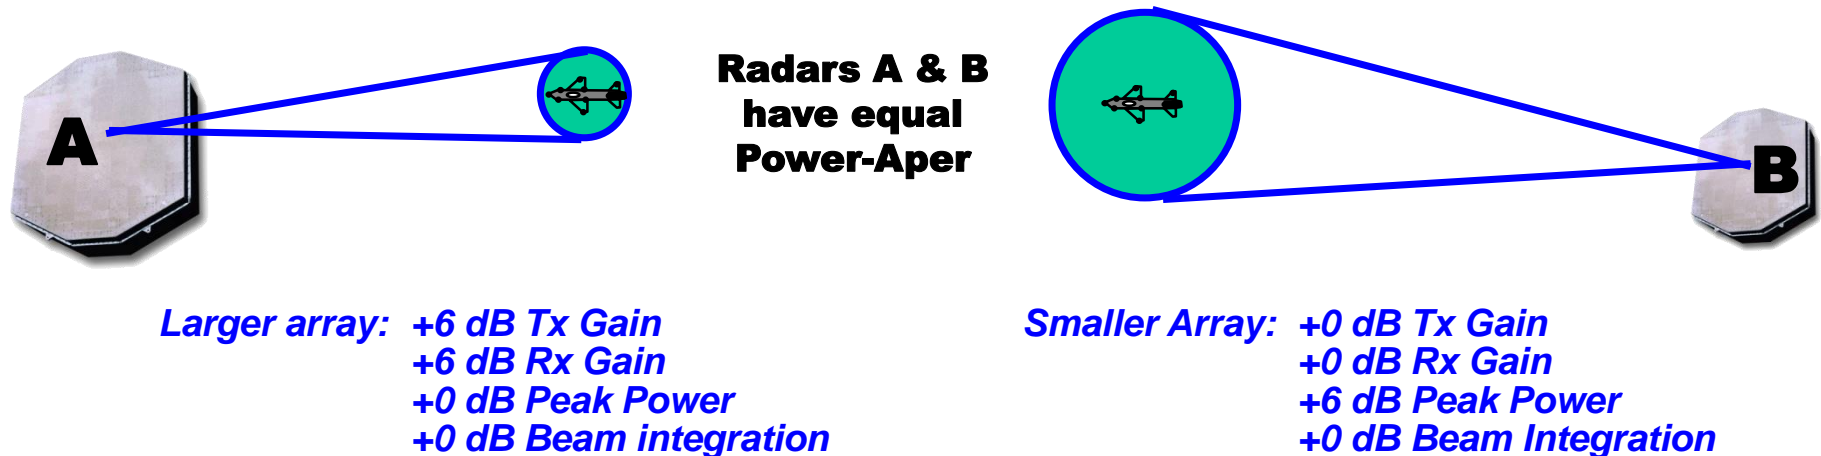 A
Radars A & B
have equal
Power-Aper
B
Larger array: +6 dB Tx Gain
+6 dB Rx Gain
+0 dB Peak Power
+0 dB Beam integration
Smaller Array: +0 dB Tx Gain
+0 dB Rx Gain
+6 dB Peak Power
+0 dB Beam Integration